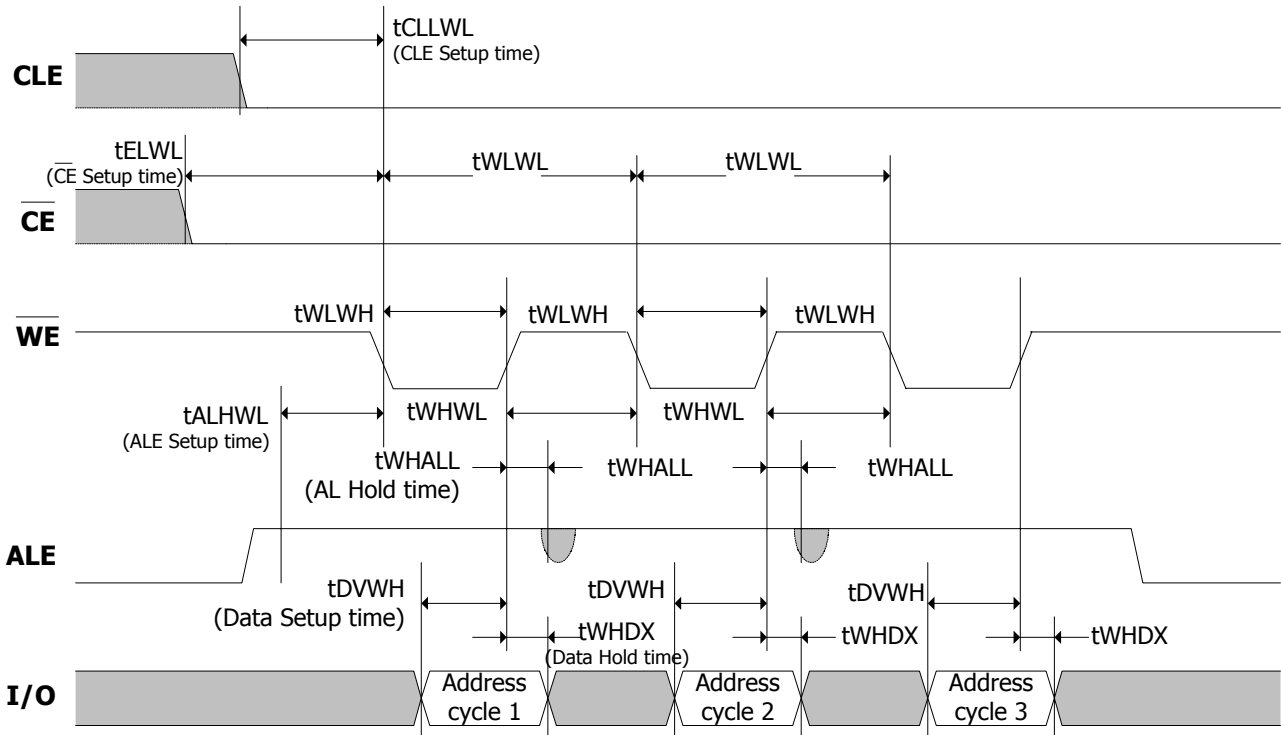 tCLLWL
(CLE Setup time)
CLE
tELWL
(CE Setup time)
tWLWL
tWLWL
CE
tWLWH
tWLWH
tWLWH
WE
tALHWL
(ALE Setup time)
tWHWL
tWHWL
tWHALL
(AL Hold time)
tWHALL
tWHALL
ALE
tDVWH
(Data Setup time)
tDVWH
tDVWH
tWHDX
(Data Hold time)
tWHDX
tWHDX
I/O
Address
cycle 1
Address
cycle 2
Address
cycle 3